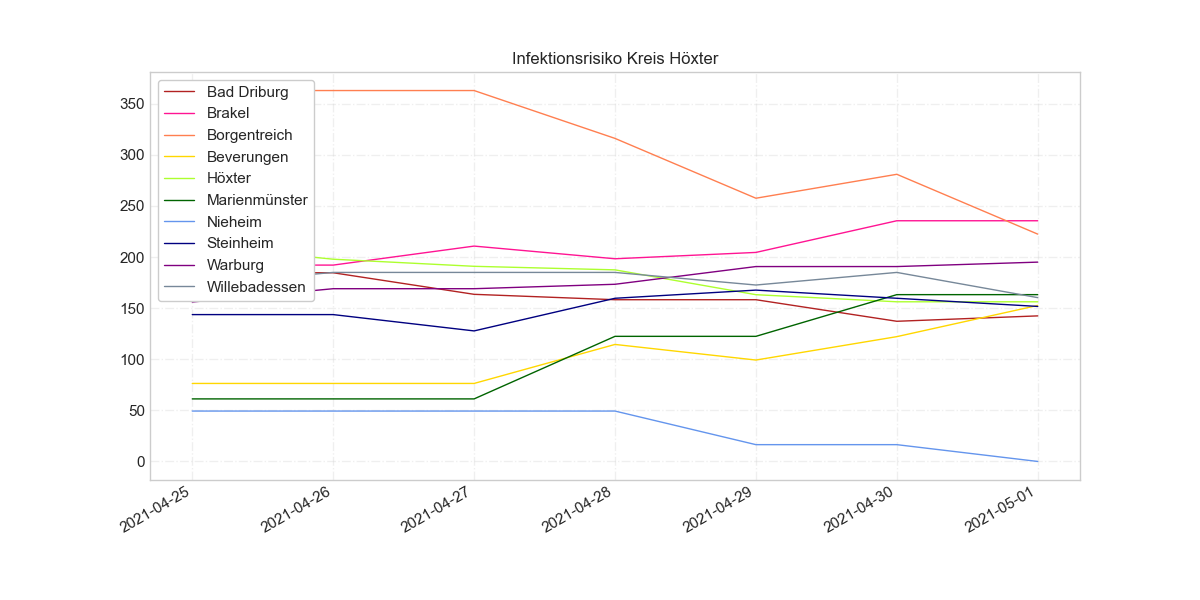 Infektionsrisiko Kreis Höxter
Bad Driburg
Brakel
Borgentreich
Beverungen
Höxter
Marienmünster
Nieheim
Steinheim
Warburg
Willebadessen
350
300
250
200
150
100
50
0
2021-04-25
2021-04-26
2021-04-27
2021-04-28
2021-04-29
2021-04-30
2021-05-01